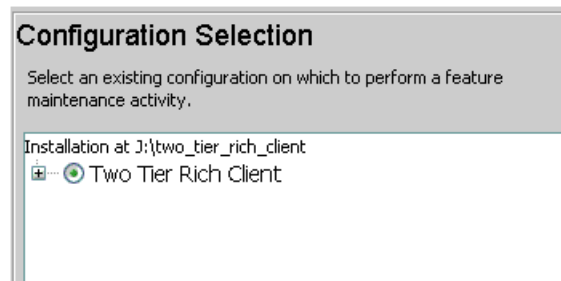 Configuration Selection
Select an existing configuration on which to perform a feature
maintenance activity.
Installation at J:\two_tier_rich_client
Two Tier Rich Client